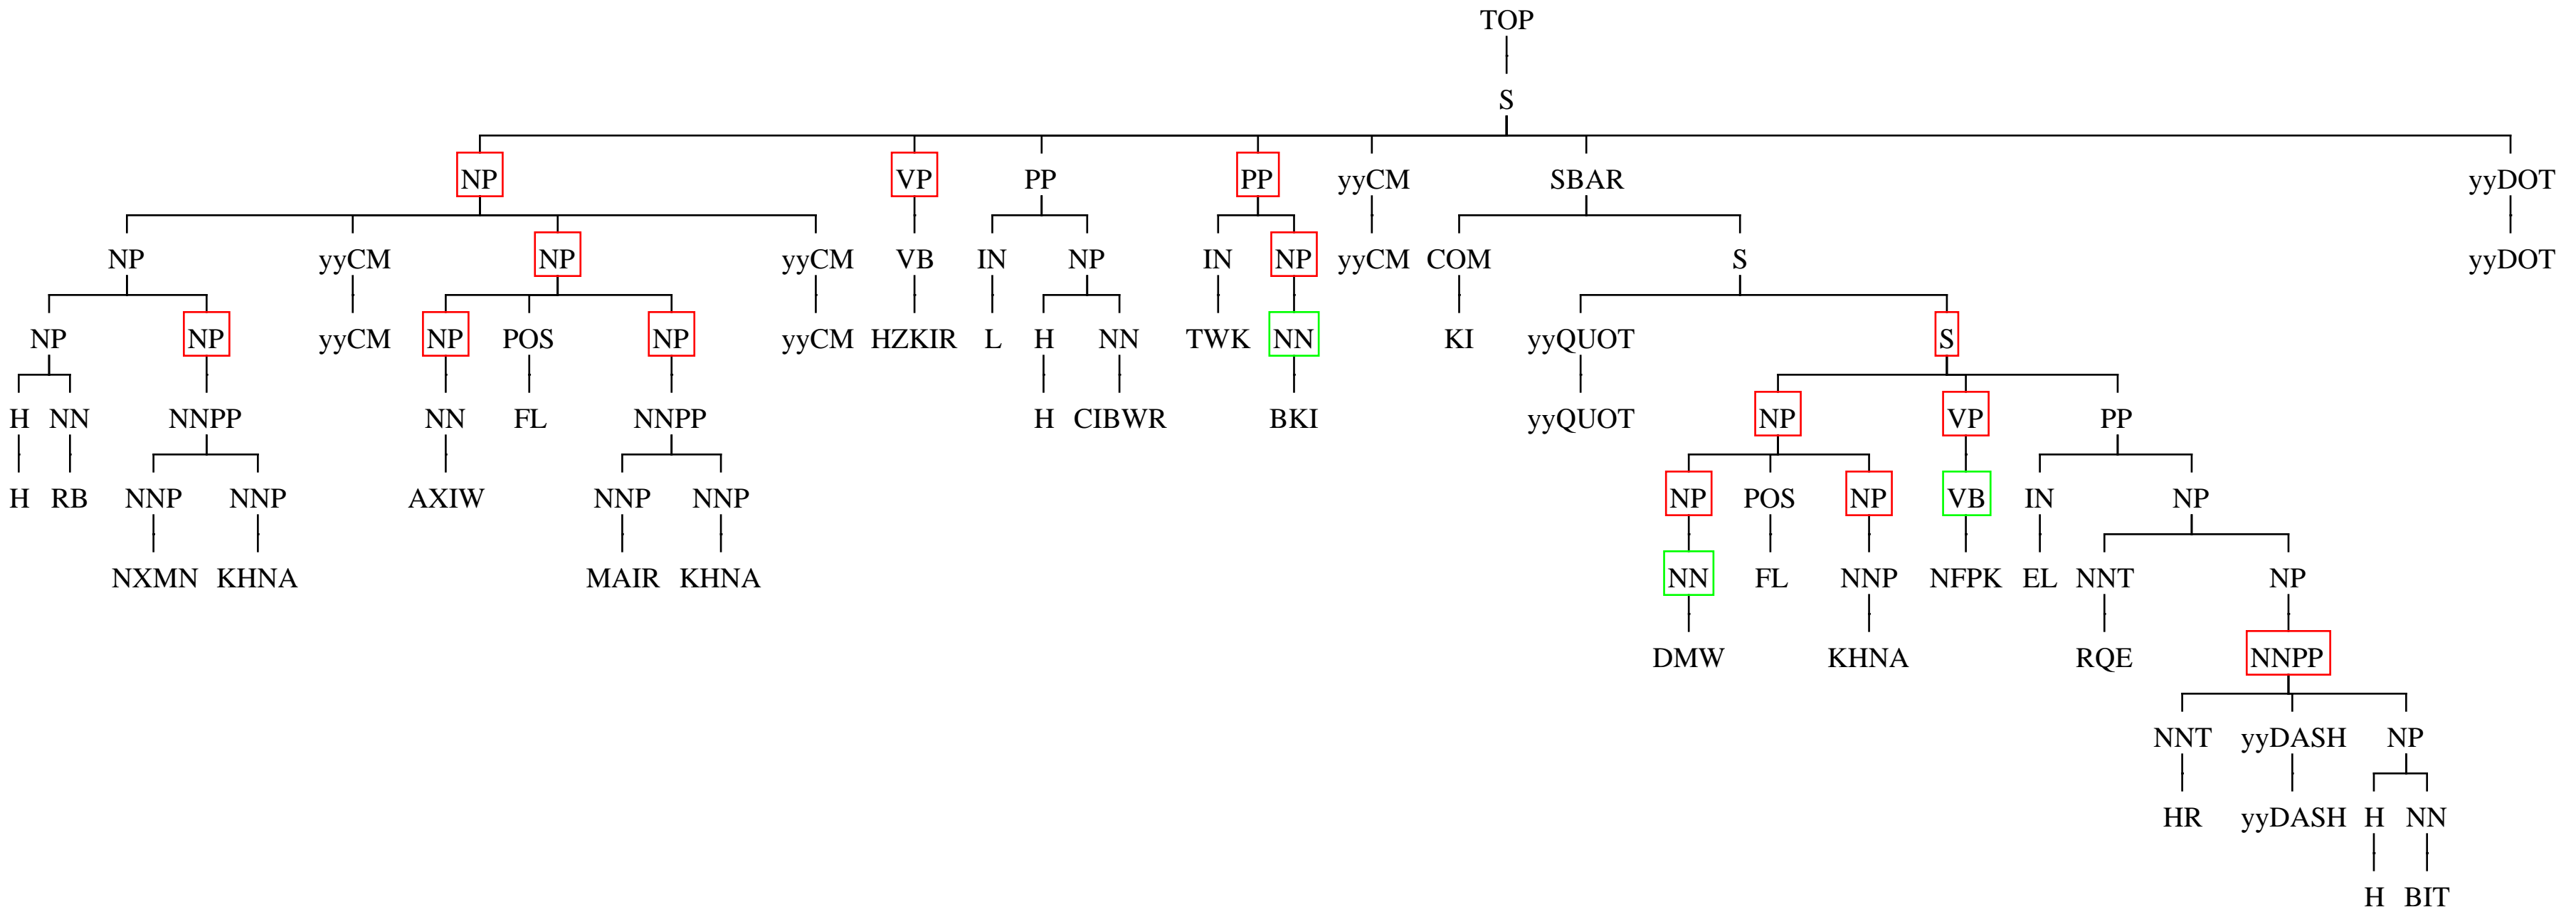 TOP
S
NP VP PP PP yyCM SBAR yyDOT
NP yyCM NP yyCM VB IN NP IN NP yyCM COM S yyDOT
NP NP yyCM NP POS NP yyCM HZKIR L H NN TWK NN KI yyQUOT S
H NN NNPP NN FL NNPP H CIBWR BKI yyQUOT NP VP PP
H RB NNP NNP AXIW NNP NNP NP POS NP VB IN NP
NXMN KHNA MAIR KHNA NN FL NNP NFPK EL NNT NP
DMW KHNA RQE NNPP
NNT yyDASH NP
HR yyDASH H NN
H BIT